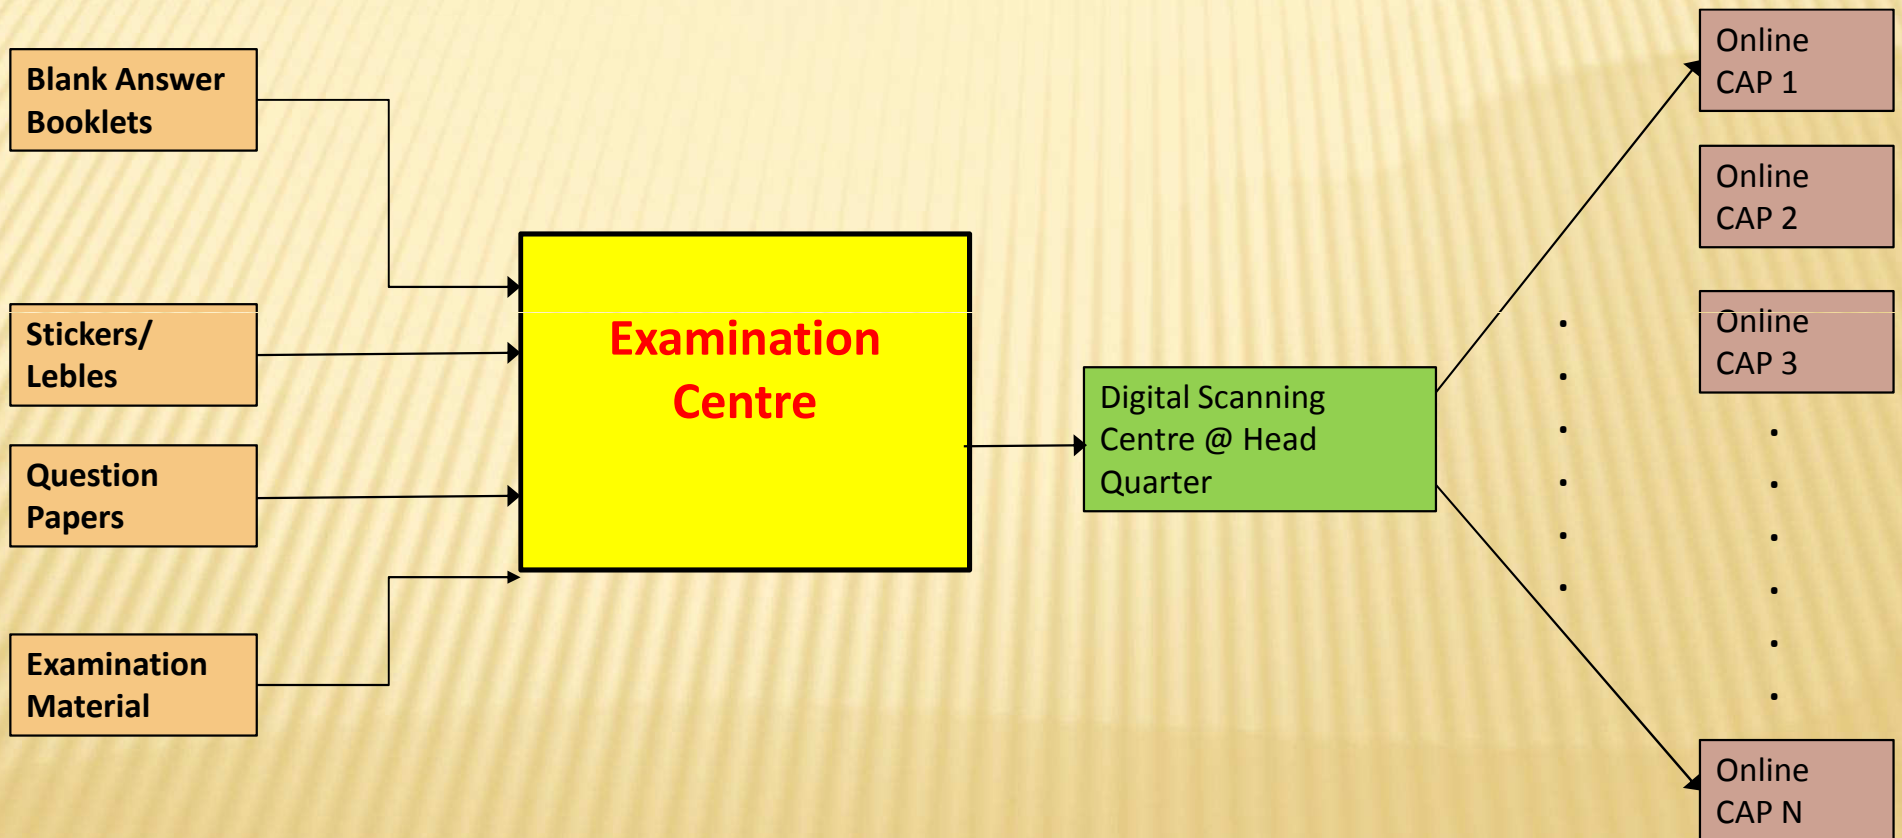 Blank Answer
Booklets
Stickers/
Lebles
Question
Papers
Examination
Material
Examination
Centre
Digital Scanning
Centre @ Head
Quarter
Online
CAP 1
Online
CAP 2
Online
CAP 3
Online
CAP N